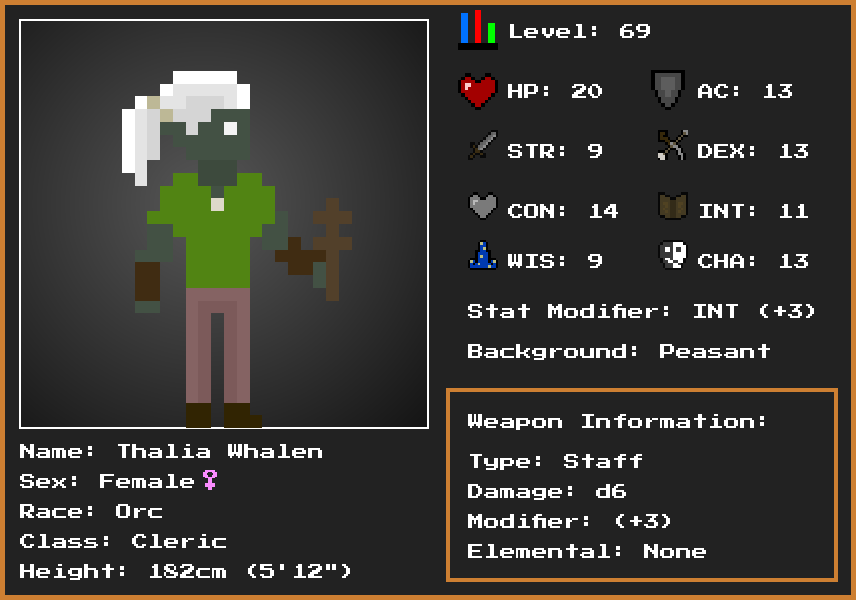 Level: 69
HP: 20 AC: 13
STR: 9 DEX: 13
CON: 14 INT: 11
WIS: 9 CHA: 13
Stat Modifier: INT (+3)
Background: Peasant
Weapon Information:
Type: Staff
Damage: d6
Modifier: (+3)
Elemental: None
Name: Thalia Whalen
Sex: Female♀
Race: Orc
Class: Cleric
Height: 182cm (5'12")